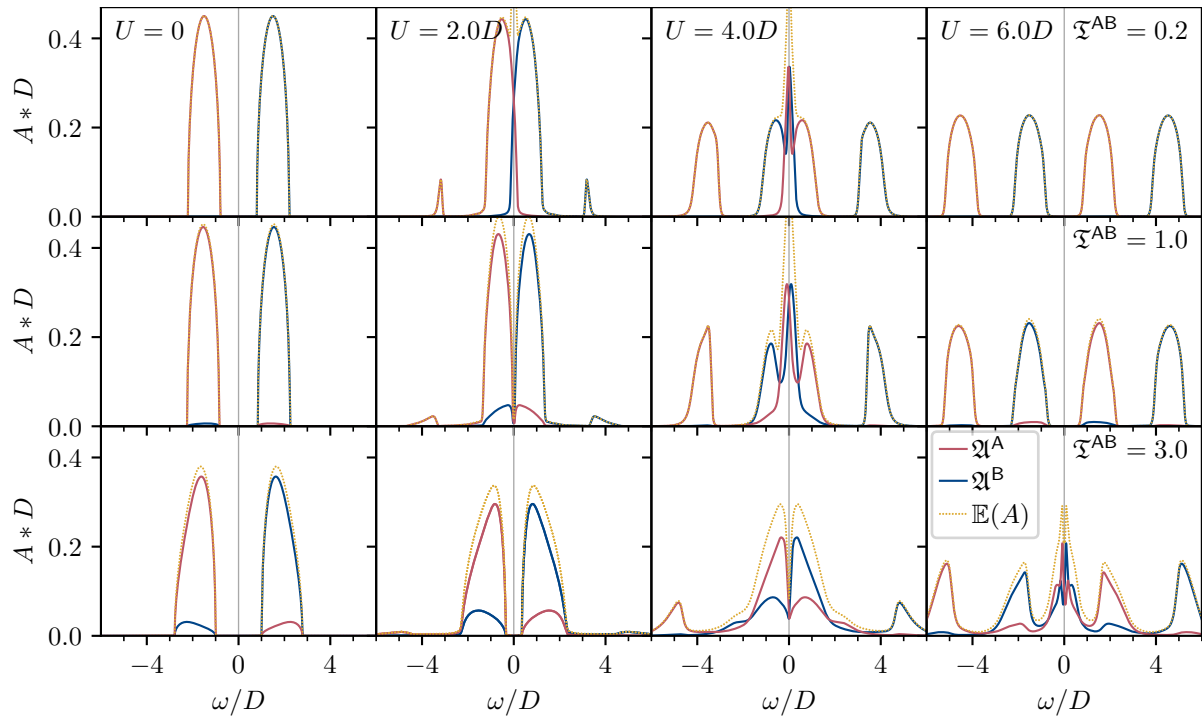 U = 0
U = 2.0D
U = 4.0D
U = 6.0D
𝔗^AB = 0.2
A ∗ D
0.4
0.2
0.0
𝔗^AB = 1.0
A ∗ D
0.4
0.2
0.0
𝔗^AB = 3.0
A ∗ D
0.4
0.2
0.0
𝔄^A
𝔄^B
𝔼(A)
−4 0 4 −4 0 4 −4 0 4 −4 0 4
ω/D ω/D ω/D ω/D